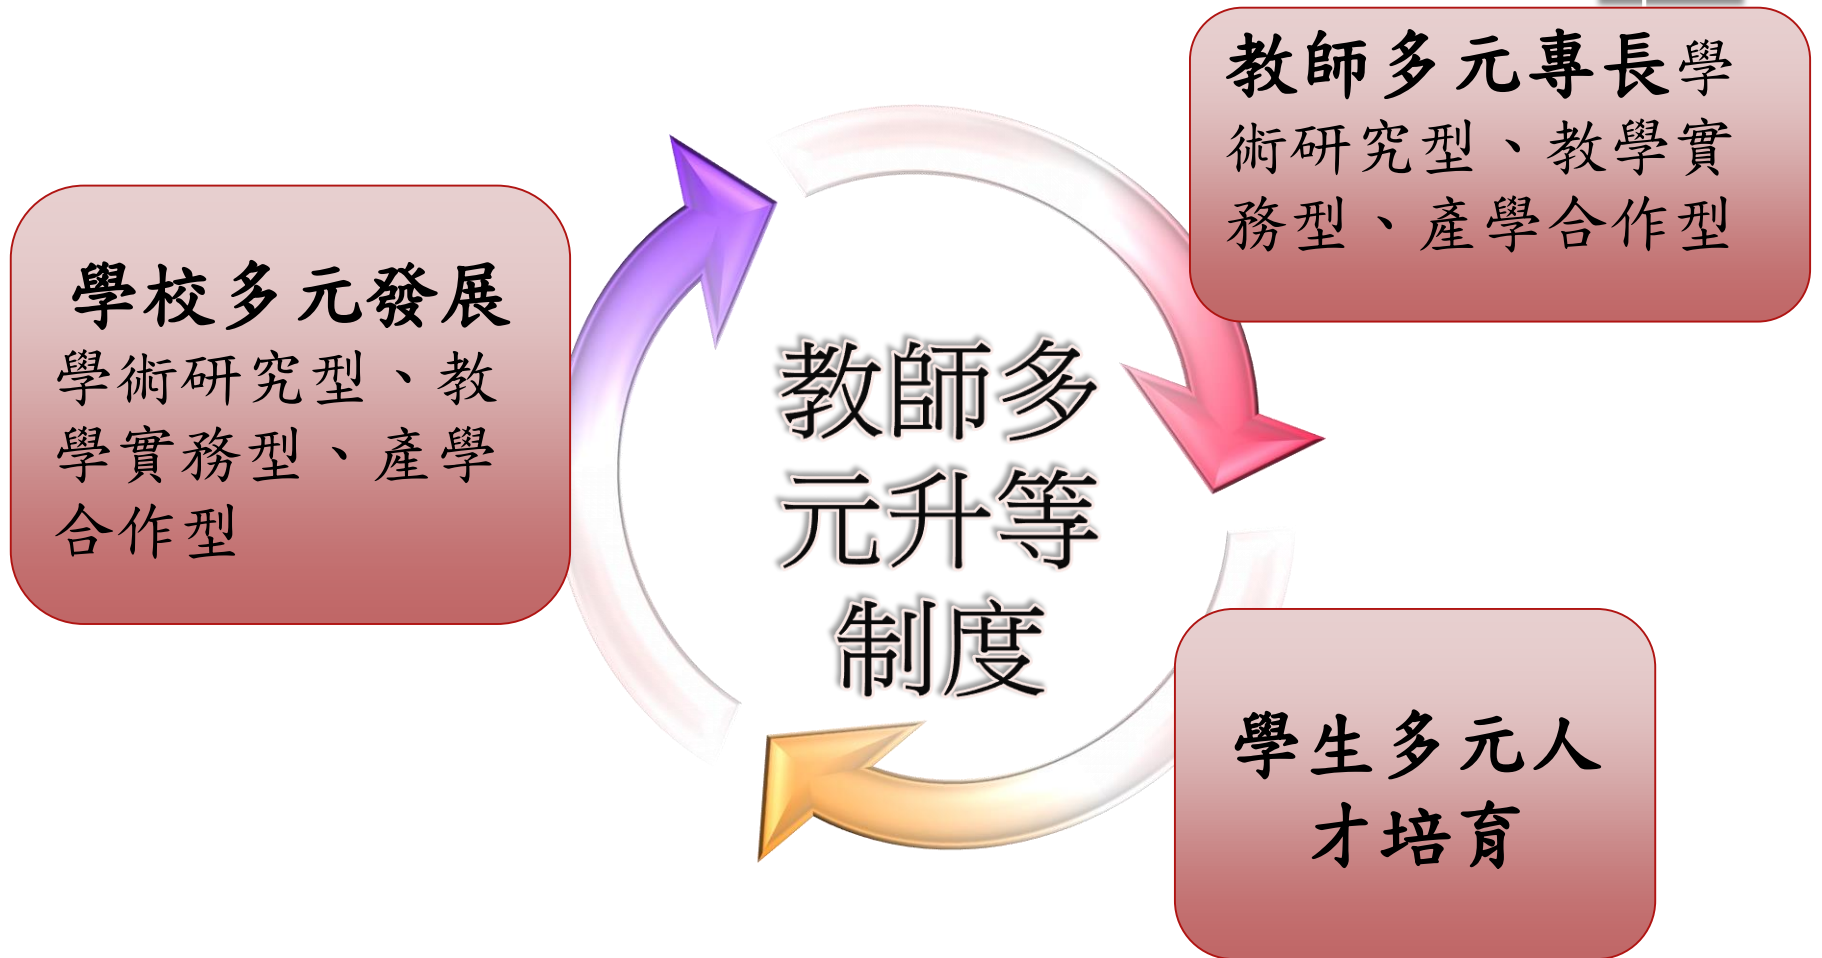 學校多元發展
學術研究型、教
學實務型、產學
合作型
教師多
元升等
制度
教師多元專長學
術研究型、教學實
務型、產學合作型
學生多元人
才培育